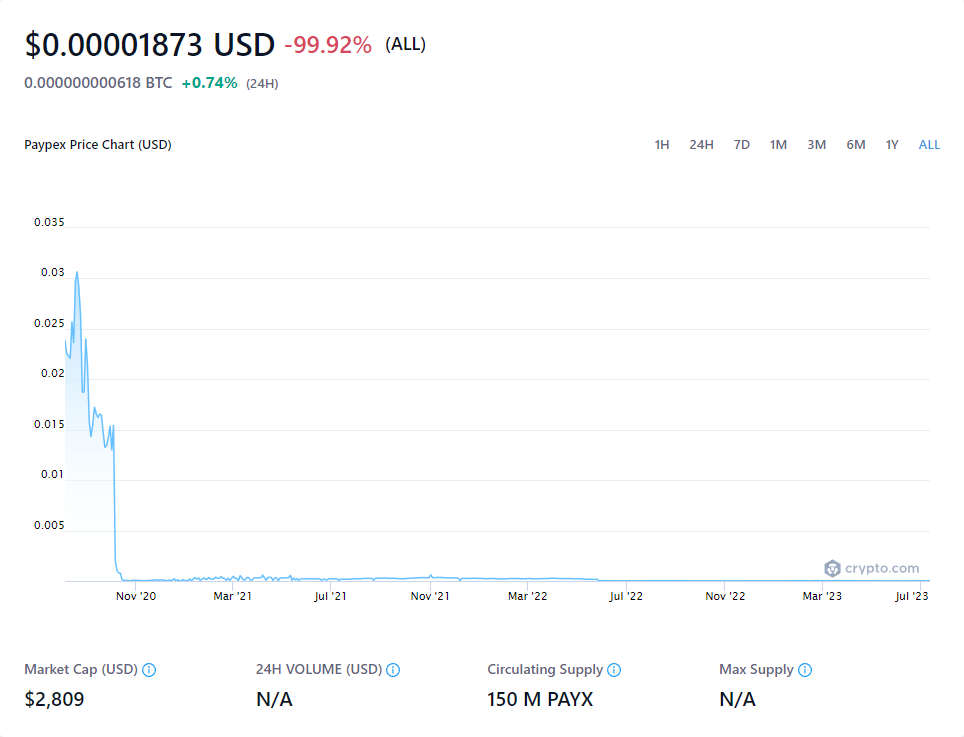 $0.00001873 USD -99.92% (ALL)
0.000000000618 BTC +0.74% (24H)
Paypex Price Chart (USD) 1H 24H 7D 1M 3M 6M 1Y ALL
0.035
0.03
0.025
0.02
0.015
0.01
0.005
crypto.com
Nov '20 Mar '21 Jul '21 Nov '21 Mar '22 Jul '22 Nov '22 Mar '23 Jul '23
Market Cap (USD) 24H VOLUME (USD) Circulating Supply Max Supply
$2,809 N/A 150 M PAYX N/A